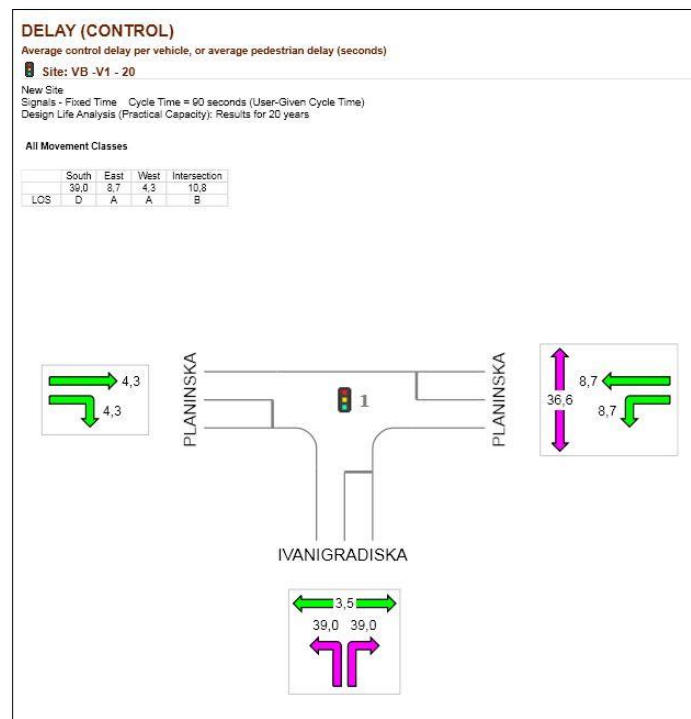 DELAY (CONTROL)
Average control delay per vehicle, or average pedestrian delay (seconds)
Site: VB -V1 - 20
New Site
Signals - Fixed Time Cycle Time = 90 seconds (User-Given Cycle Time)
Design Life Analysis (Practical Capacity): Results for 20 years
All Movement Classes
South East West Intersection
39,0 8,7 4,3 10,8
LOS D A A B
4,3
4,3
PLANINSKA
1
PLANINSKA
36,6
8,7
8,7
IVANIGRADISKA
3,5
39,0 39,0